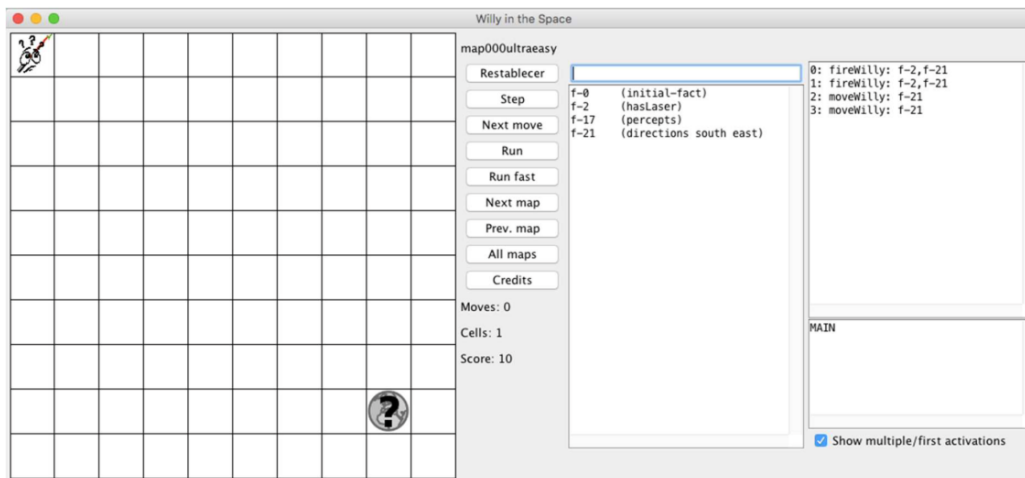 Willy in the Space
map000ultraeasy
Restablecer
Step
Next move
Run
Run fast
Next map
Prev. map
All maps
Credits
Moves: 0
Cells: 1
Score: 10
f-0 (initial-fact)
f-2 (hasLaser)
f-17 (percepts)
f-21 (directions south east)
0: fireWilly: f-2,f-21
1: fireWilly: f-2,f-21
2: moveWilly: f-21
3: moveWilly: f-21
MAIN
Show multiple/first activations
? ?
?